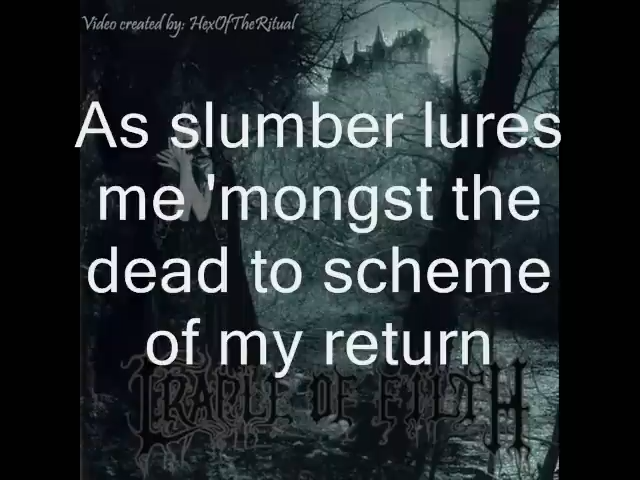 Video created by: HexOfTheRitual
As slumber lures
me 'mongst the
dead to scheme
of my return
CRADLE OF FILTH